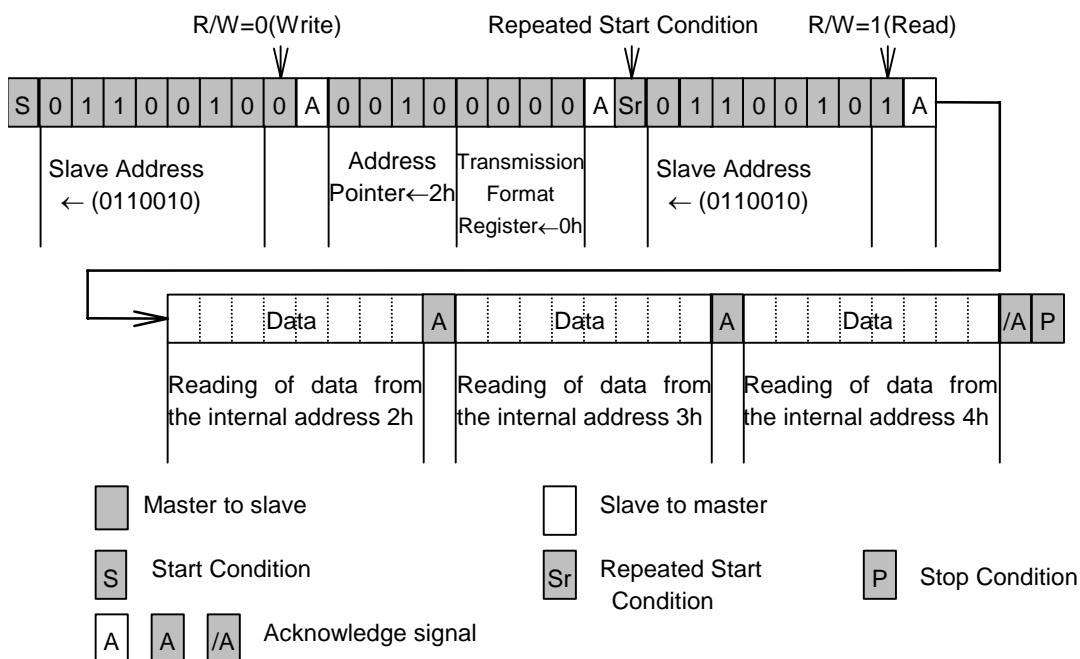 R/W=0(Write) Repeated Start Condition R/W=1(Read)
S 0 1 1 0 0 1 0 0 A 0 0 1 0 0 0 0 0 A Sr 0 1 1 0 0 1 0 1 A
Slave Address
← (0110010)
Address
Pointer←2h
Transmission
Format
Register←0h
Slave Address
← (0110010)
Data A Data A Data /A P
Reading of data from
the internal address 2h
Reading of data from
the internal address 3h
Reading of data from
the internal address 4h
Master to slave
Slave to master
S Start Condition
Sr Repeated Start
Condition
P Stop Condition
A A /A Acknowledge signal